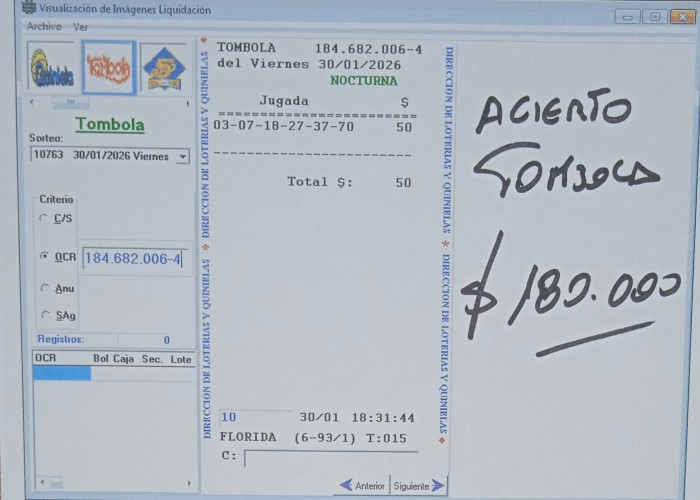 Visualización de Imágenes Liquidación
Archivo Ver
Quiniela
Tombola
Tombola
Sorteo:
10763 30/01/2026 Viernes
Criterio
C/S
OCR 184.682.006-4
Anu
SAg
Registros: 0
OCR Bol Caja Sec. Lote
DIRECCION DE LOTERIAS Y QUINIELAS * DIRECCION DE LOTERIAS Y QUINIELAS *
TOMBOLA 184.682.006-4
del Viernes 30/01/2026
NOCTURNA
Jugada $
=========================
03-07-18-27-37-70 50
-------------------------
Total $: 50
10 30/01 18:31:44
FLORIDA (6-93/1) T:015
C:
Anterior Siguiente
DIRECCION DE LOTERIAS Y QUINIELAS * DIRECCION DE LOTERIAS Y QUINIELAS *
ACIERTO
TOMBOLA
$ 180.000